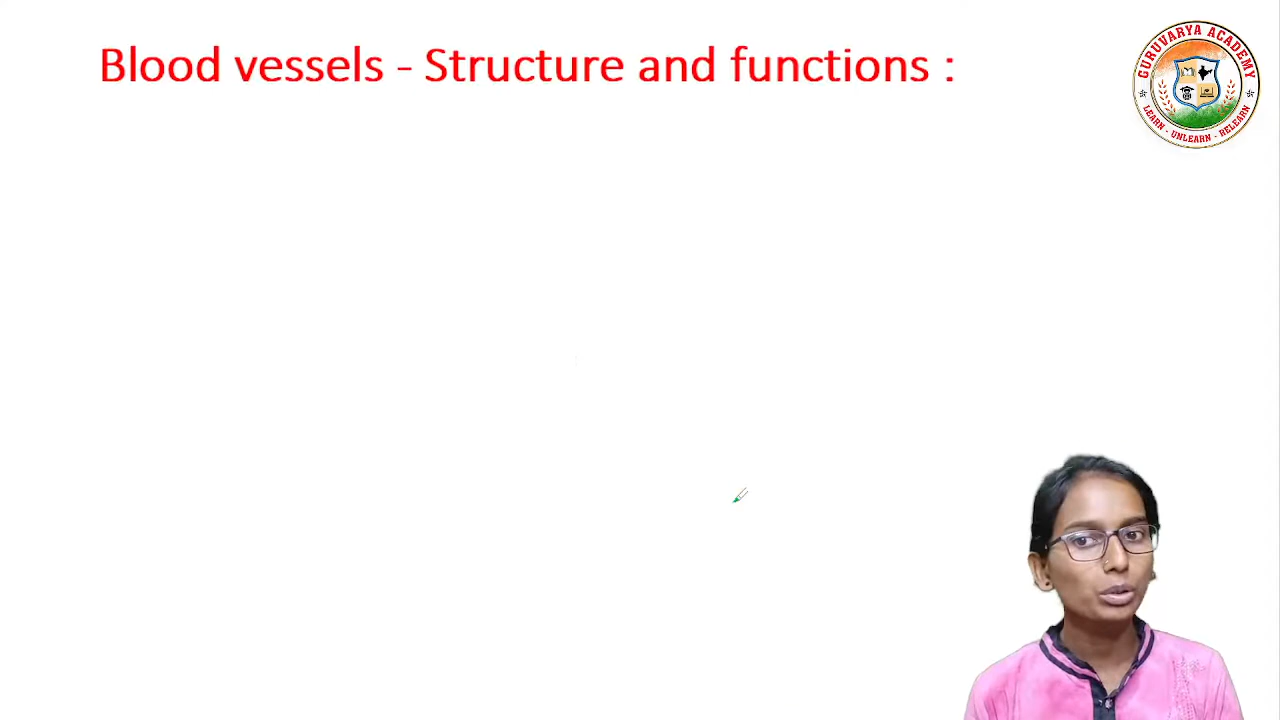 Blood vessels - Structure and functions :
GURUVARYA ACADEMY
LEARN - UNLEARN - RELEARN